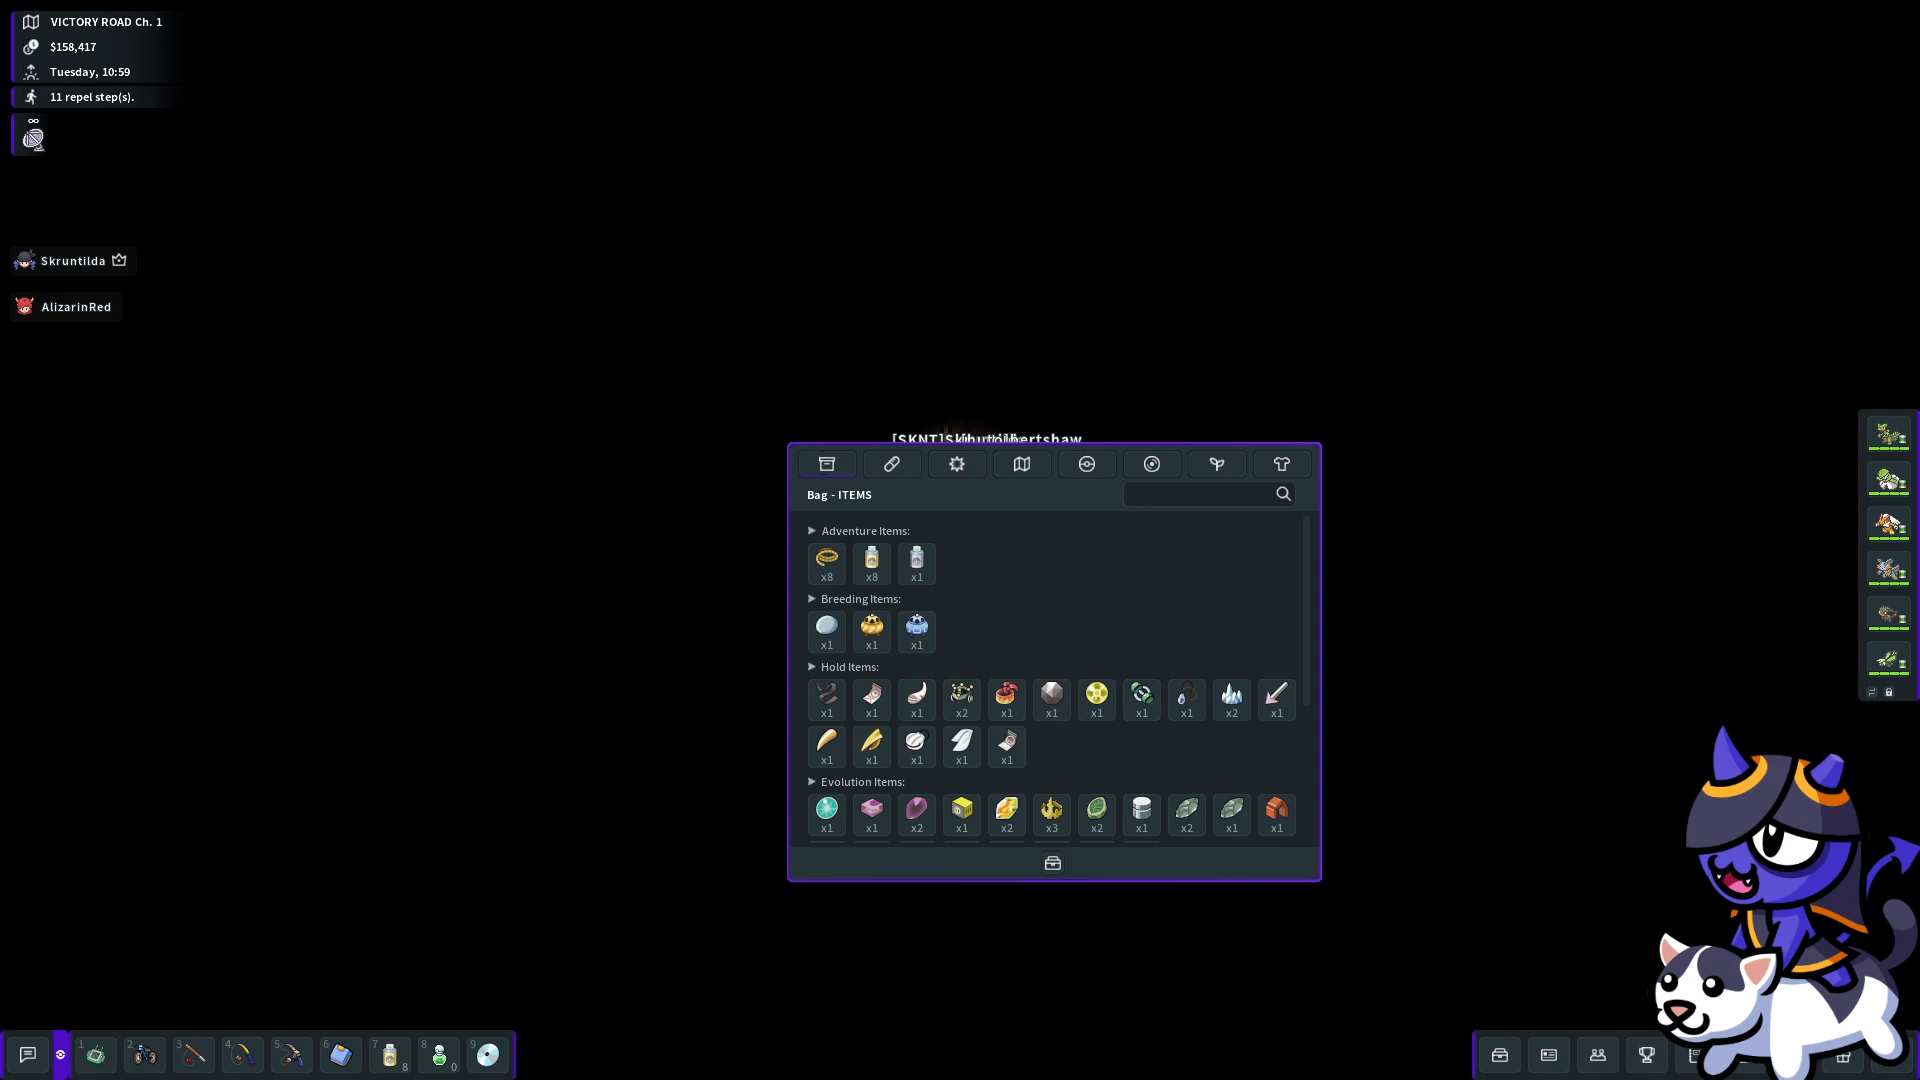 VICTORY ROAD Ch. 1
$158,417
Tuesday, 10:59
11 repel step(s).
∞
Skruntilda
AlizarinRed
Bag - ITEMS
Adventure Items:
x8 x8 x1
Breeding Items:
x1 x1 x1
Hold Items:
x1 x1 x1 x2 x1 x1 x1 x1 x1 x2 x1
x1 x1 x1 x1 x1
Evolution Items:
x1 x1 x2 x1 x2 x3 x2 x1 x2 x1 x1
1 2 3 4 5 6 7 8 9
8 0